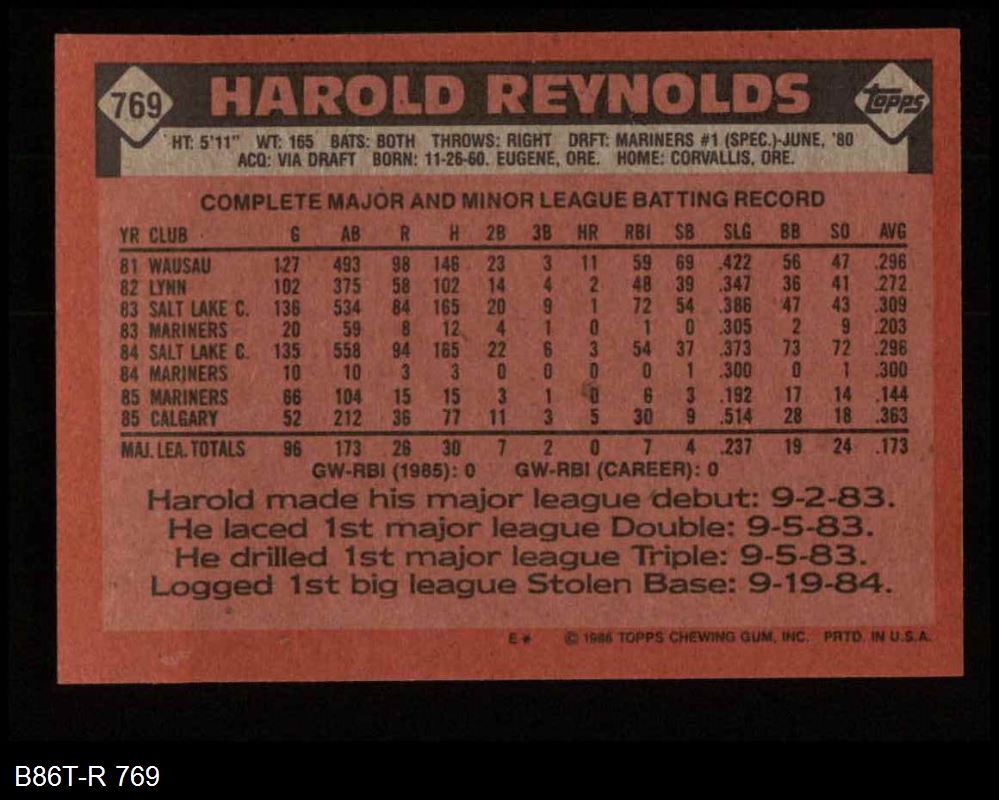 769 HAROLD REYNOLDS topps
HT: 5'11" WT: 165 BATS: BOTH THROWS: RIGHT DRFT: MARINERS #1 (SPEC.)-JUNE, '80
ACQ: VIA DRAFT BORN: 11-26-60, EUGENE, ORE. HOME: CORVALLIS, ORE.
COMPLETE MAJOR AND MINOR LEAGUE BATTING RECORD
YR CLUB G AB R H 2B 3B HR RBI SB SLG BB SO AVG
81 WAUSAU 127 493 98 146 23 3 11 59 69 .422 56 47 .296
82 LYNN 102 375 58 102 14 4 2 48 39 .347 36 41 .272
83 SALT LAKE C. 136 534 84 165 20 9 1 72 54 .386 47 43 .309
83 MARINERS 20 59 8 12 4 1 0 1 0 .305 2 9 .203
84 SALT LAKE C. 135 558 94 165 22 6 3 54 37 .373 73 72 .296
84 MARINERS 10 10 3 3 0 0 0 0 1 .300 0 1 .300
85 MARINERS 66 104 15 15 3 1 0 6 3 .192 17 14 .144
85 CALGARY 52 212 36 77 11 3 5 30 9 .514 28 18 .363
MAJ. LEA. TOTALS 96 173 26 30 7 2 0 7 4 .237 19 24 .173
GW-RBI (1985): 0 GW-RBI (CAREER): 0
Harold made his major league debut: 9-2-83.
He laced 1st major league Double: 9-5-83.
He drilled 1st major league Triple: 9-5-83.
Logged 1st big league Stolen Base: 9-19-84.
E* © 1986 TOPPS CHEWING GUM, INC. PRTD. IN U.S.A.
B86T-R 769